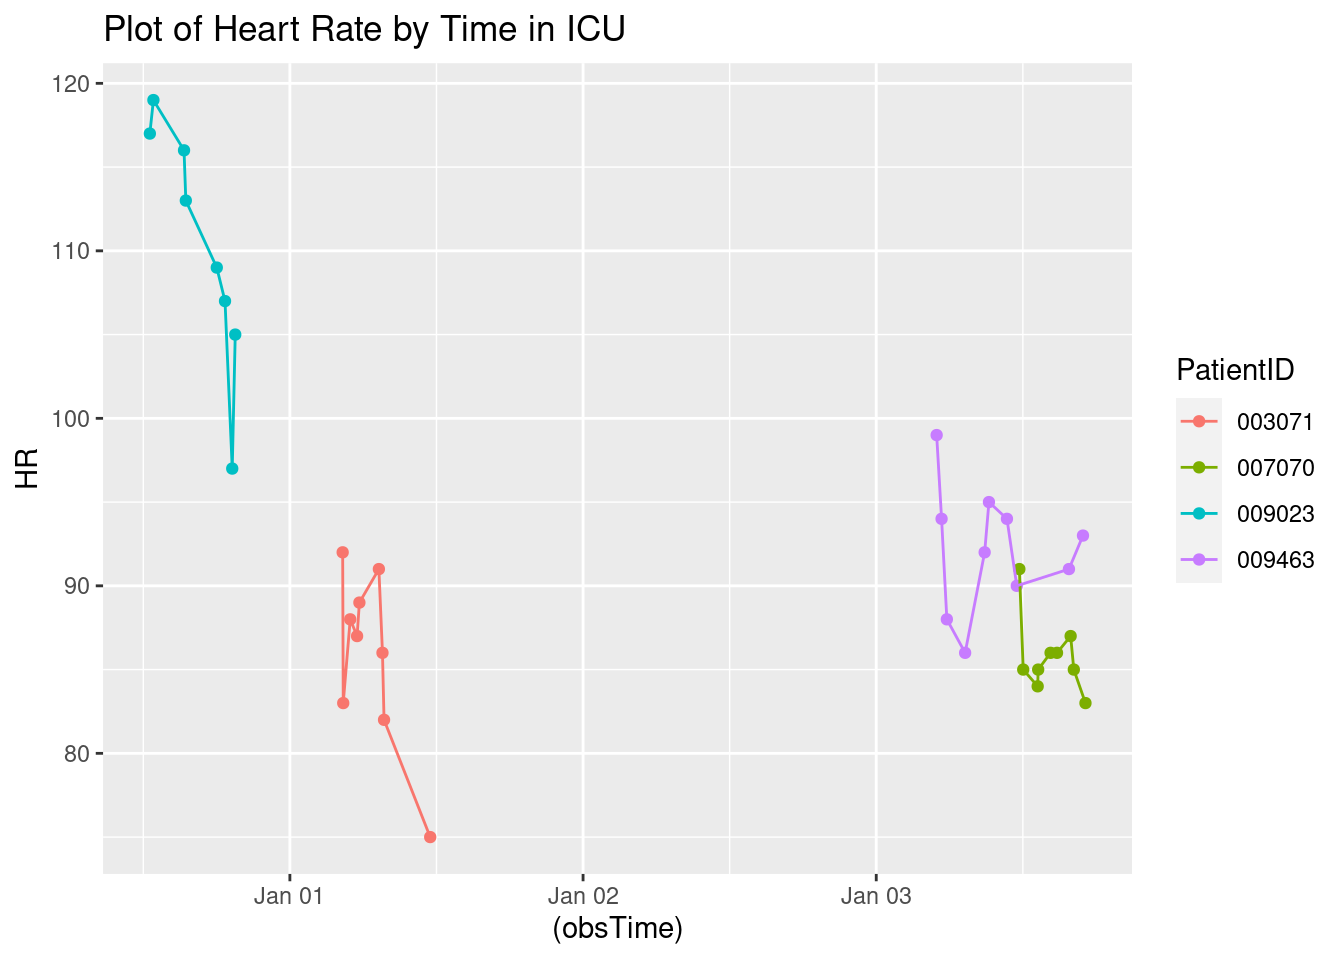 Plot of Heart Rate by Time in ICU
120
110
100
90
80
HR
Jan 01
Jan 02
Jan 03
(obsTime)
PatientID
003071
007070
009023
009463